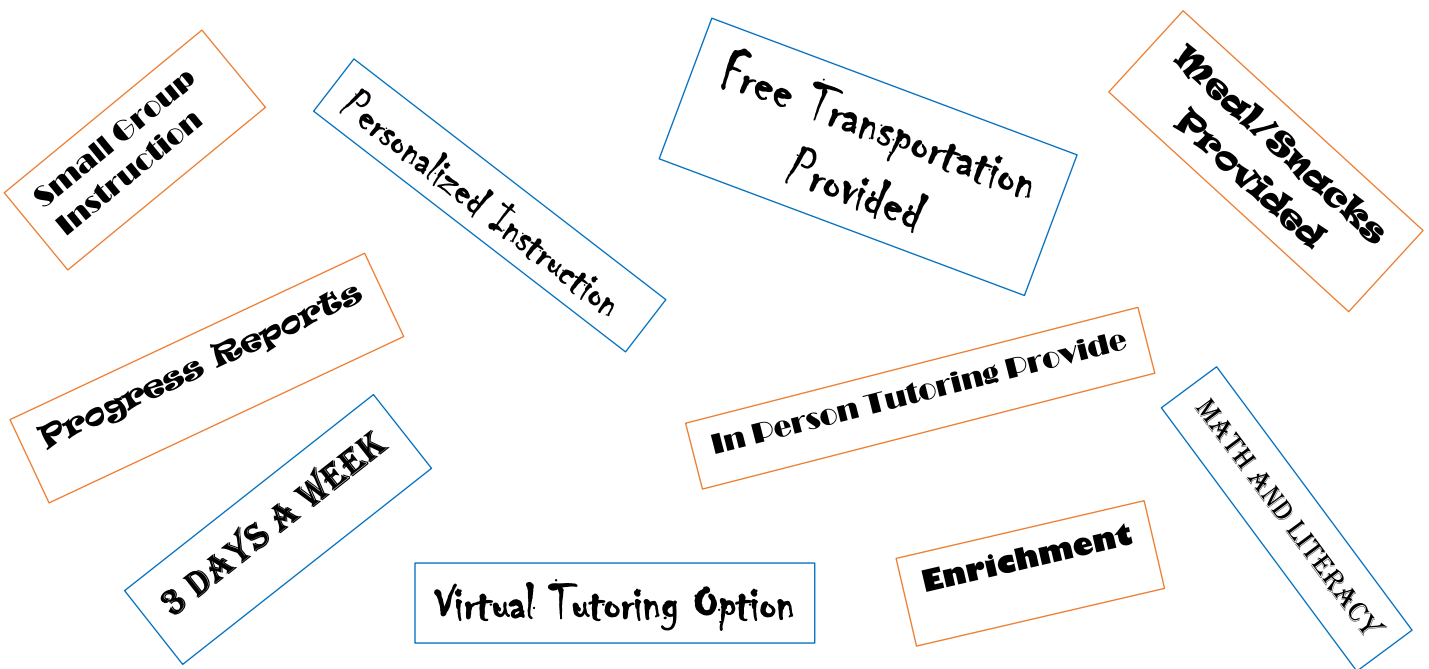 Small Group
Instruction
Personalized Instruction
Free Transportation
Provided
Meal/Snacks
Provided
Progress Reports
In Person Tutoring Provide
3 DAYS A WEEK
MATH AND LITERACY
Virtual Tutoring Option
Enrichment